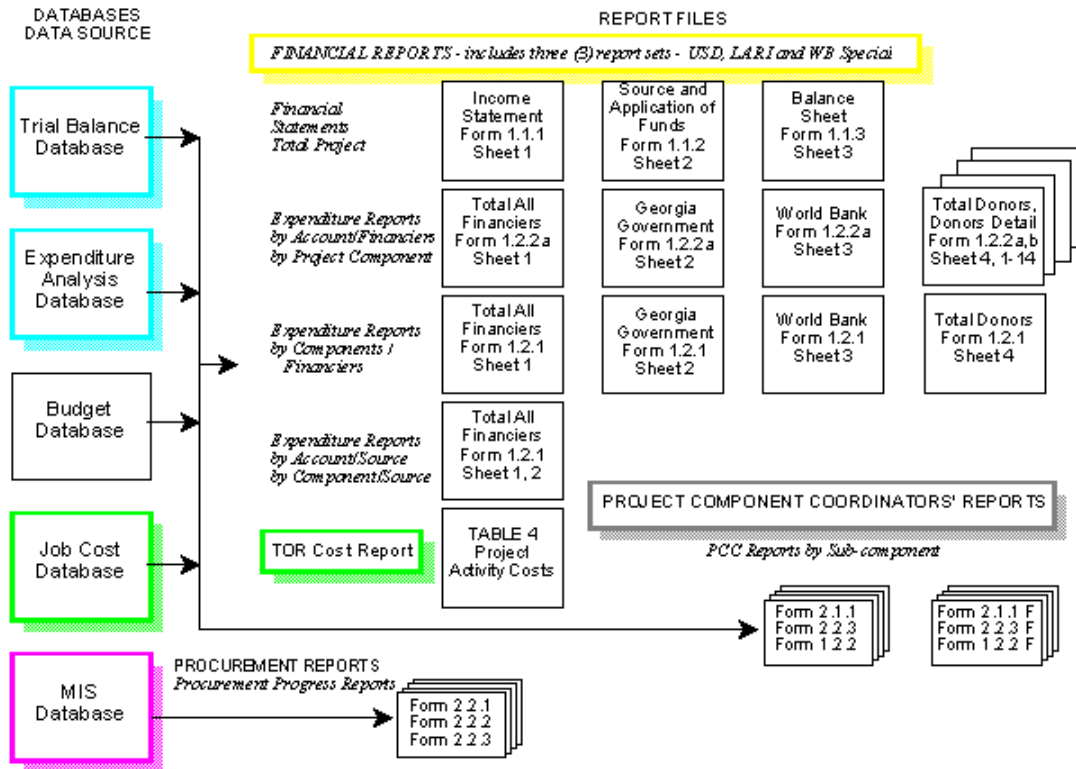 DATABASES
DATA SOURCE
REPORT FILES
FINANCIAL REPORTS - includes three (3) report sets - USD, LARI and WB Special
Trial Balance
Database
Financial
Statements
Total Project
Income
Statement
Form 1.1.1
Sheet 1
Source and
Application of
Funds
Form 1.1.2
Sheet 2
Balance
Sheet
Form 1.1.3
Sheet 3
Expenditure
Analysis
Database
Expenditure Reports
by Account/Financiers
by Project Component
Total All
Financiers
Form 1.2.2a
Sheet 1
Georgia
Government
Form 1.2.2a
Sheet 2
World Bank
Form 1.2.2a
Sheet 3
Total Donors,
Donors Detail
Form 1.2.2a,b
Sheet 4, 1-14
Expenditure Reports
by Components /
Financiers
Total All
Financiers
Form 1.2.1
Sheet 1
Georgia
Government
Form 1.2.1
Sheet 2
World Bank
Form 1.2.1
Sheet 3
Total Donors
Form 1.2.1
Sheet 4
Budget
Database
Expenditure Reports
by Account/Source
by Component/Source
Total All
Financiers
Form 1.2.1
Sheet 1, 2
PROJECT COMPONENT COORDINATORS' REPORTS
PCC Reports by Sub-component
Job Cost
Database
TOR Cost Report
TABLE 4
Project
Activity Costs
Form 2.1.1
Form 2.2.3
Form 1.2.2
Form 2.1.1 F
Form 2.2.3 F
Form 1.2.2 F
MIS
Database
PROCUREMENT REPORTS
Procurement Progress Reports
Form 2.2.1
Form 2.2.2
Form 2.2.3